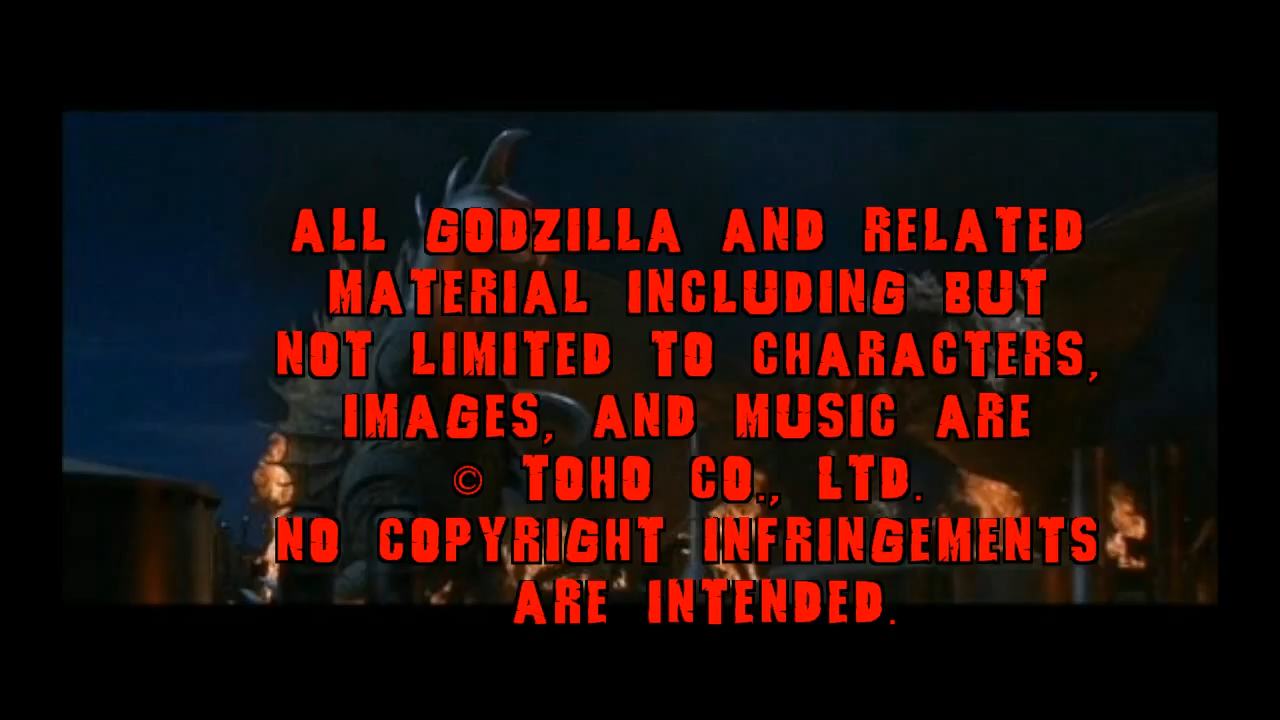 ALL GODZILLA AND RELATED
MATERIAL INCLUDING BUT
NOT LIMITED TO CHARACTERS,
IMAGES, AND MUSIC ARE
© TOHO CO., LTD.
NO COPYRIGHT INFRINGEMENTS
ARE INTENDED.